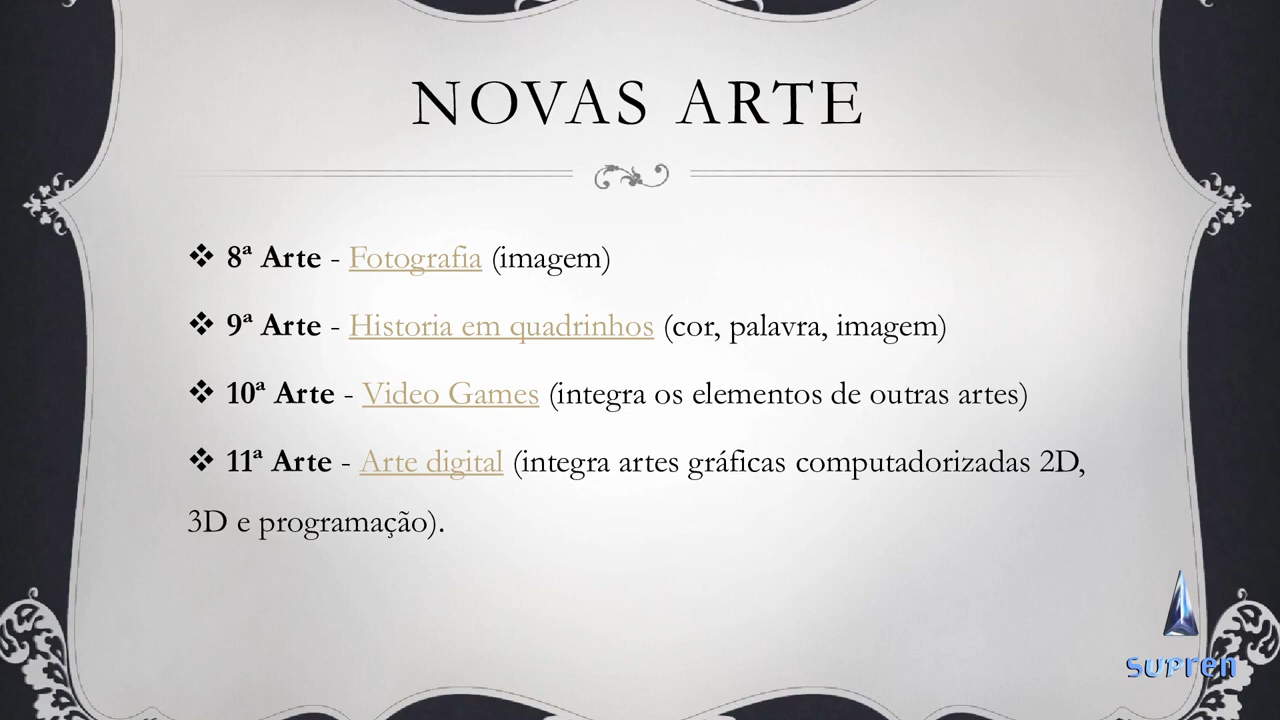 NOVAS ARTE
❖ 8ª Arte - Fotografia (imagem)
❖ 9ª Arte - Historia em quadrinhos (cor, palavra, imagem)
❖ 10ª Arte - Video Games (integra os elementos de outras artes)
❖ 11ª Arte - Arte digital (integra artes gráficas computadorizadas 2D,
3D e programação).
supren